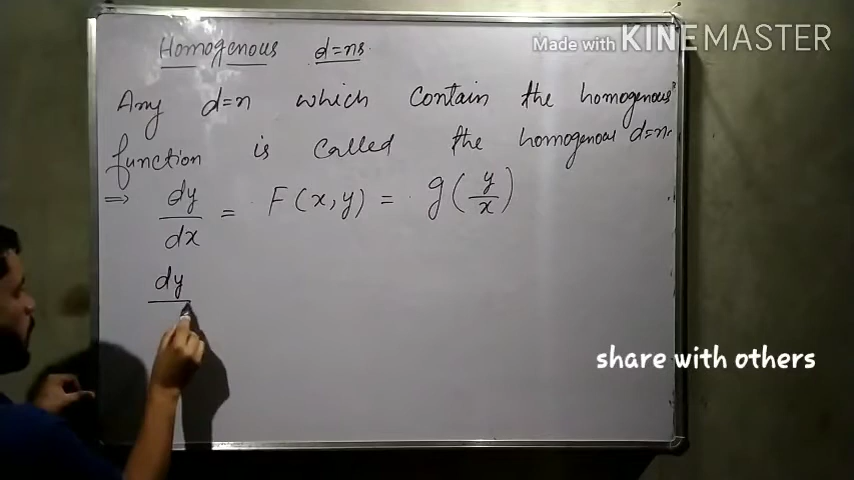 Homogenous d=ns.
Made with KINEMASTER
Any d=n which contain the homogenous
function is called the homogenous d=n.
⇒ dy/dx = F(x,y) = g(y/x)
dy
share with others